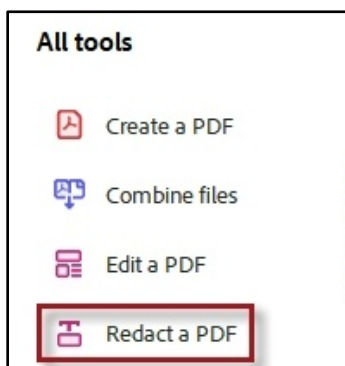 All tools
Create a PDF
Combine files
Edit a PDF
Redact a PDF